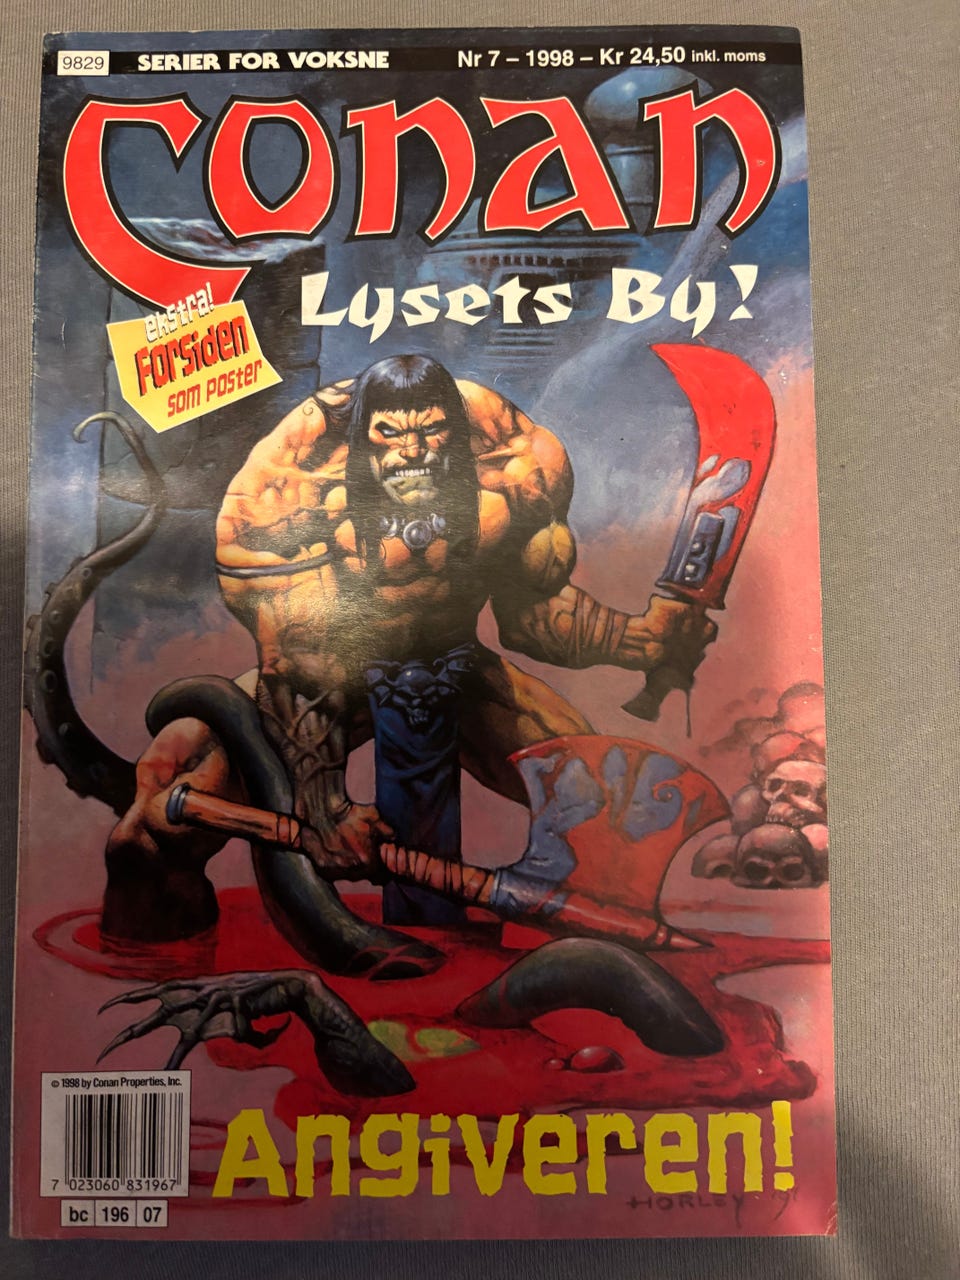 9829 SERIER FOR VOKSNE Nr 7 – 1998 – Kr 24,50 inkl. moms
Conan
Lysets By!
ekstra!
Forsiden
som poster
© 1998 by Conan Properties, Inc.
7 023060 831967
bc 196 07
Angiveren!
HORLEY